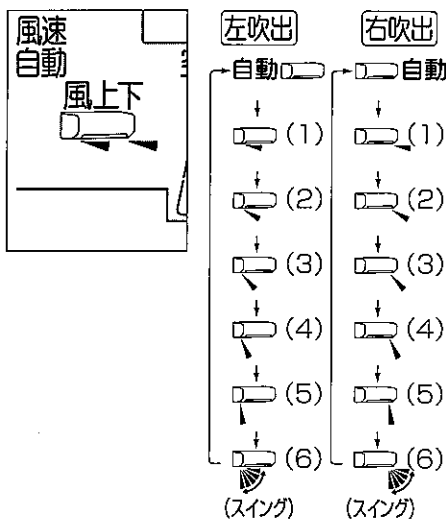 風速
自動
風上下
左吹出
自動
(1)
(2)
(3)
(4)
(5)
(6)
(スイング)
右吹出
自動
(1)
(2)
(3)
(4)
(5)
(6)
(スイング)